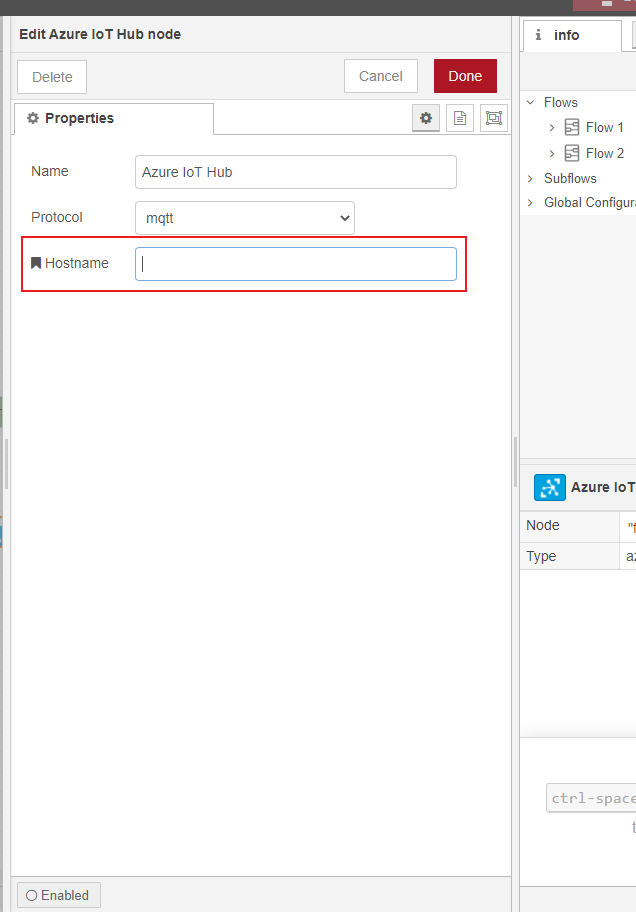 Edit Azure IoT Hub node
Delete
Cancel
Done
Properties
Name
Azure IoT Hub
Protocol
mqtt
Hostname
Enabled
i info
Flows
Flow 1
Flow 2
Subflows
Global Configura
Azure IoT
Node
"f
Type
az
ctrl-space
t